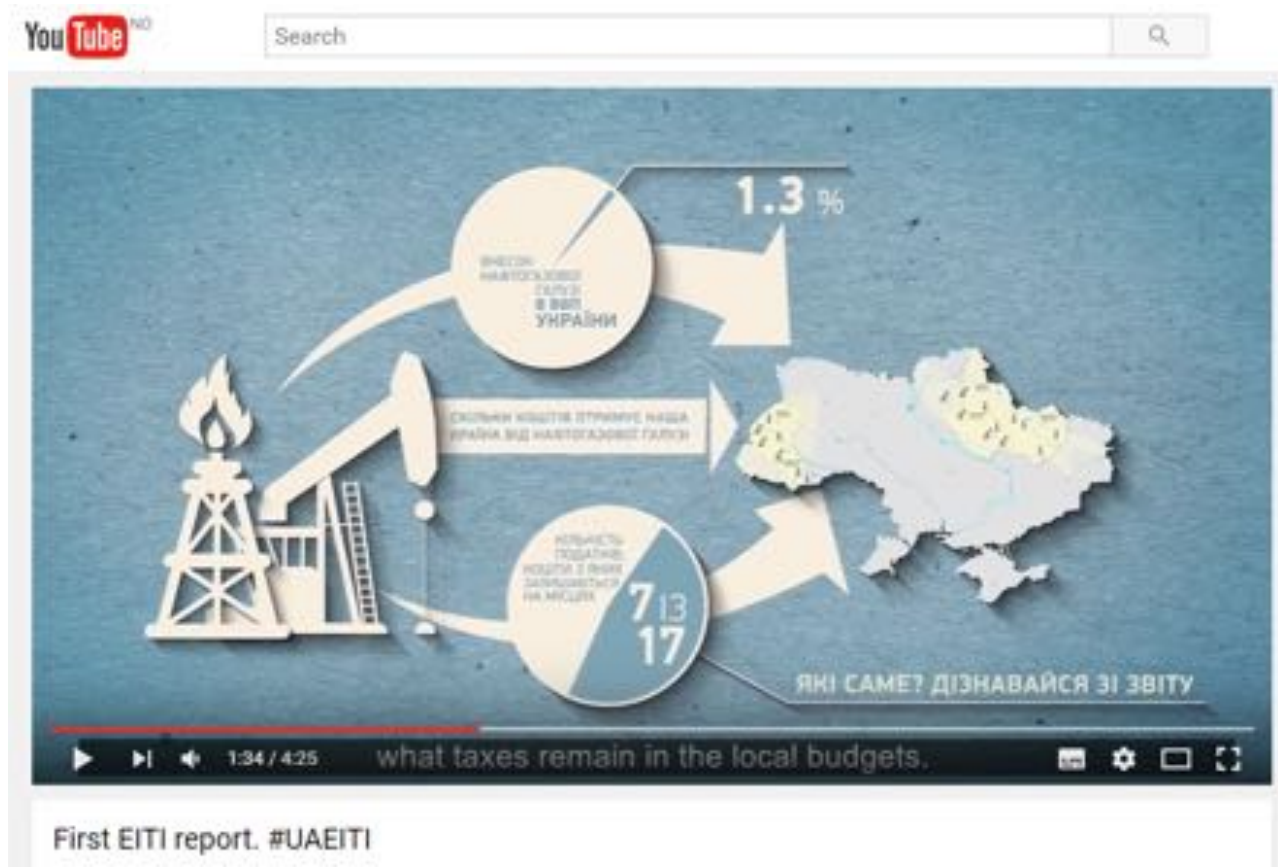 YouTube NO
Search
1.3 %
ВНЕСОК
НАФТОГАЗОВОЇ
ГАЛУЗІ
В ВВП
УКРАЇНИ
СКІЛЬКИ КОШТІВ ОТРИМУЄ НАША
КРАЇНА ВІД НАФТОГАЗОВОЇ ГАЛУЗІ
КІЛЬКІСТЬ
ПОДАТКІВ,
КОШТИ З ЯКИХ
ЗАЛИШАЮТЬСЯ
НА МІСЦЯХ
7 ІЗ
17
ЯКІ САМЕ? ДІЗНАВАЙСЯ ЗІ ЗВІТУ
1:34 / 4:25
what taxes remain in the local budgets.
First EITI report. #UAEITI